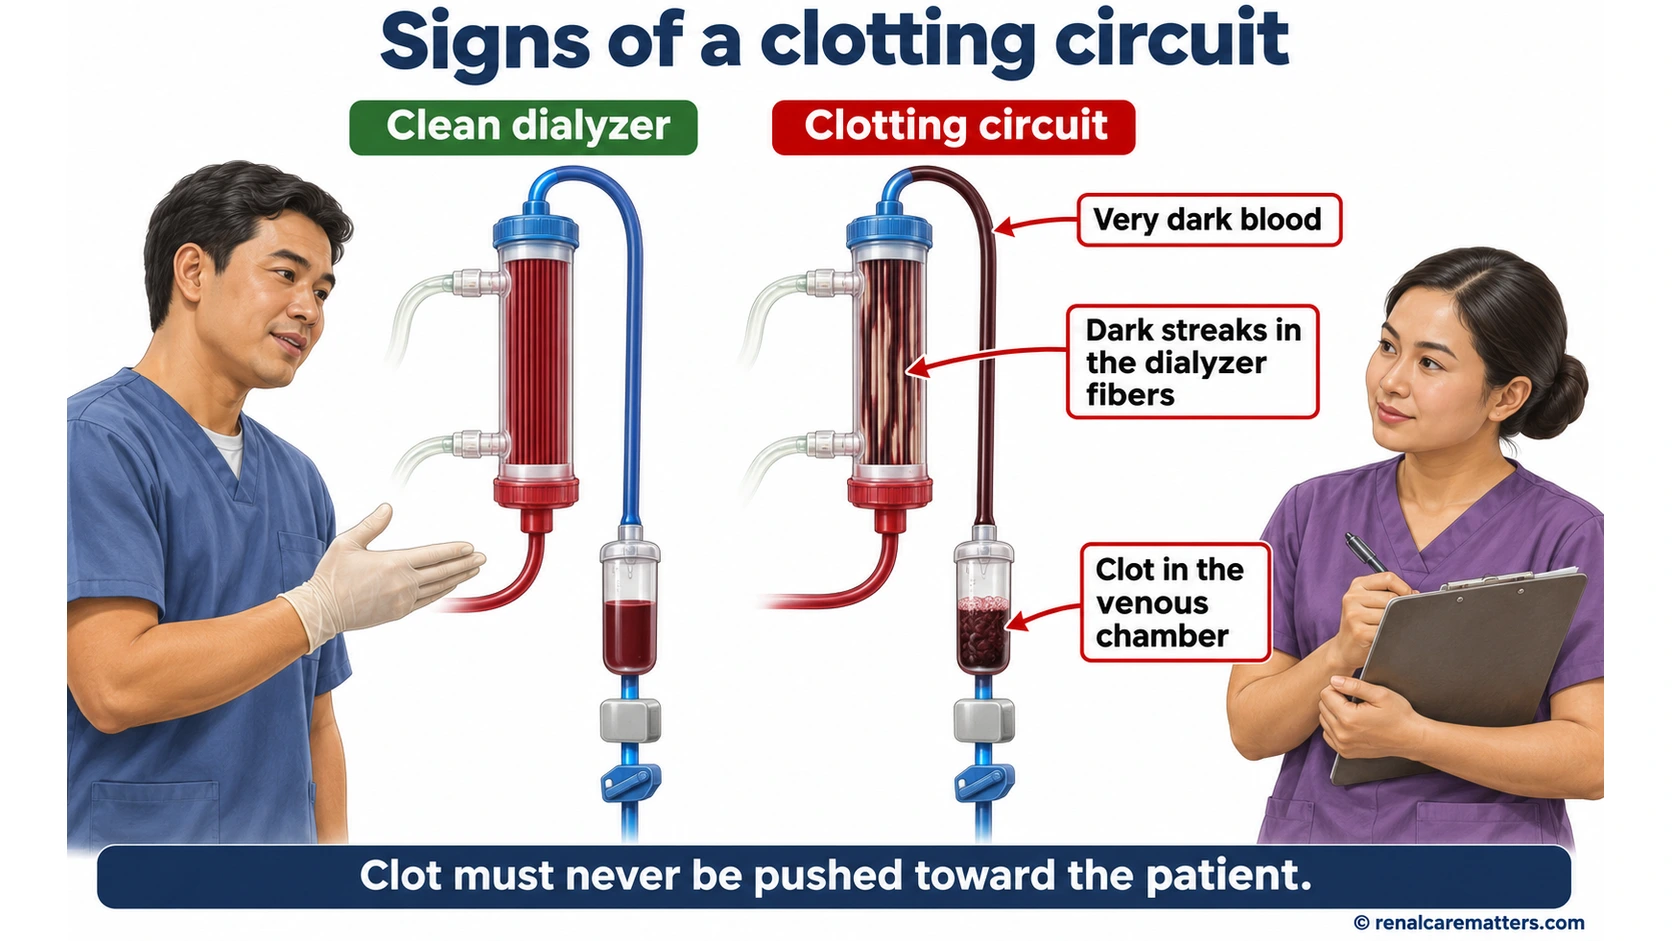 Signs of a clotting circuit
Clean dialyzer
Clotting circuit
Very dark blood
Dark streaks in
the dialyzer
fibers
Clot in the
venous
chamber
Clot must never be pushed toward the patient.
© renalcarematters.com